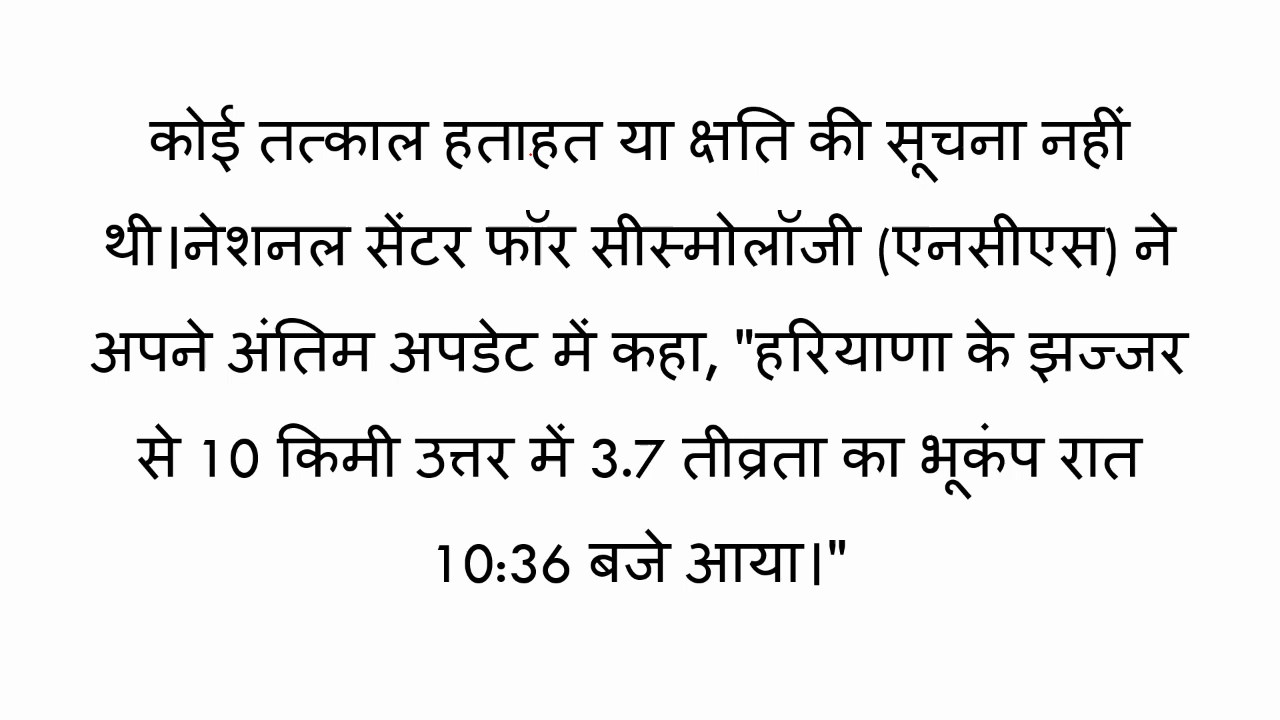 कोई तत्काल हताहत या क्षति की सूचना नहीं
थी।नेशनल सेंटर फॉर सीस्मोलॉजी (एनसीएस) ने
अपने अंतिम अपडेट में कहा, "हरियाणा के झज्जर
से 10 किमी उत्तर में 3.7 तीव्रता का भूकंप रात
10:36 बजे आया।"